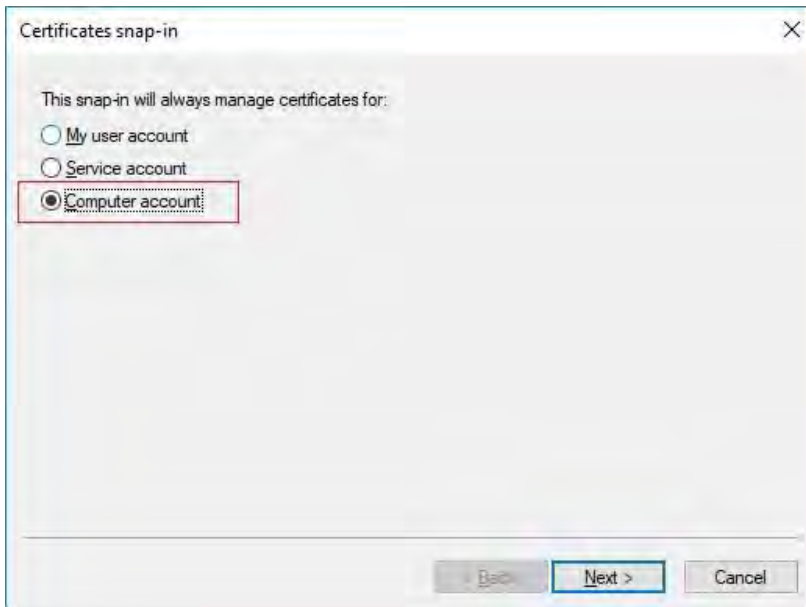 Certificates snap-in
This snap-in will always manage certificates for:
My user account
Service account
Computer account
< Back
Next >
Cancel